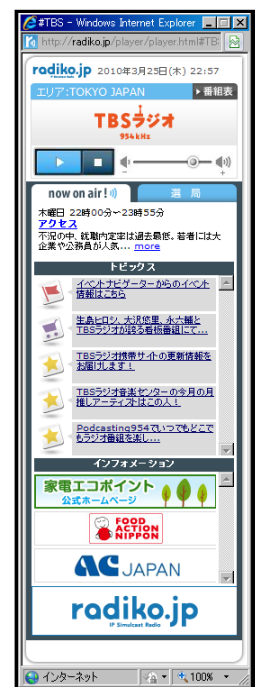 #TBS - Windows Internet Explorer
http://radiko.jp/player/player.html#TB
radiko.jp 2010年3月25日(木) 22:57
エリア:TOKYO JAPAN
番組表
TBSラジオ
954kHz
now on air!
選 局
木曜日 22時00分~23時55分
アクセス
不況の中、就職内定率は過去最低。若者には大
企業や公務員が人気... more
トピックス
イベントナビゲーターからのイベント
情報はこちら
生島ヒロシ、大沢悠里、永六輔と
TBSラジオが誇る看板番組にて...
TBSラジオ携帯サイトの更新情報を
お届けします!
TBSラジオ音楽センターの今月の月
推しアーティストはこの人!
Podcasting954でいつでもどこで
もラジオ番組を楽し....
インフォメーション
家電エコポイント
公式ホームページ
FOOD
ACTION
NIPPON
AC JAPAN
radiko.jp
IP Simulcast Radio
インターネット
100%